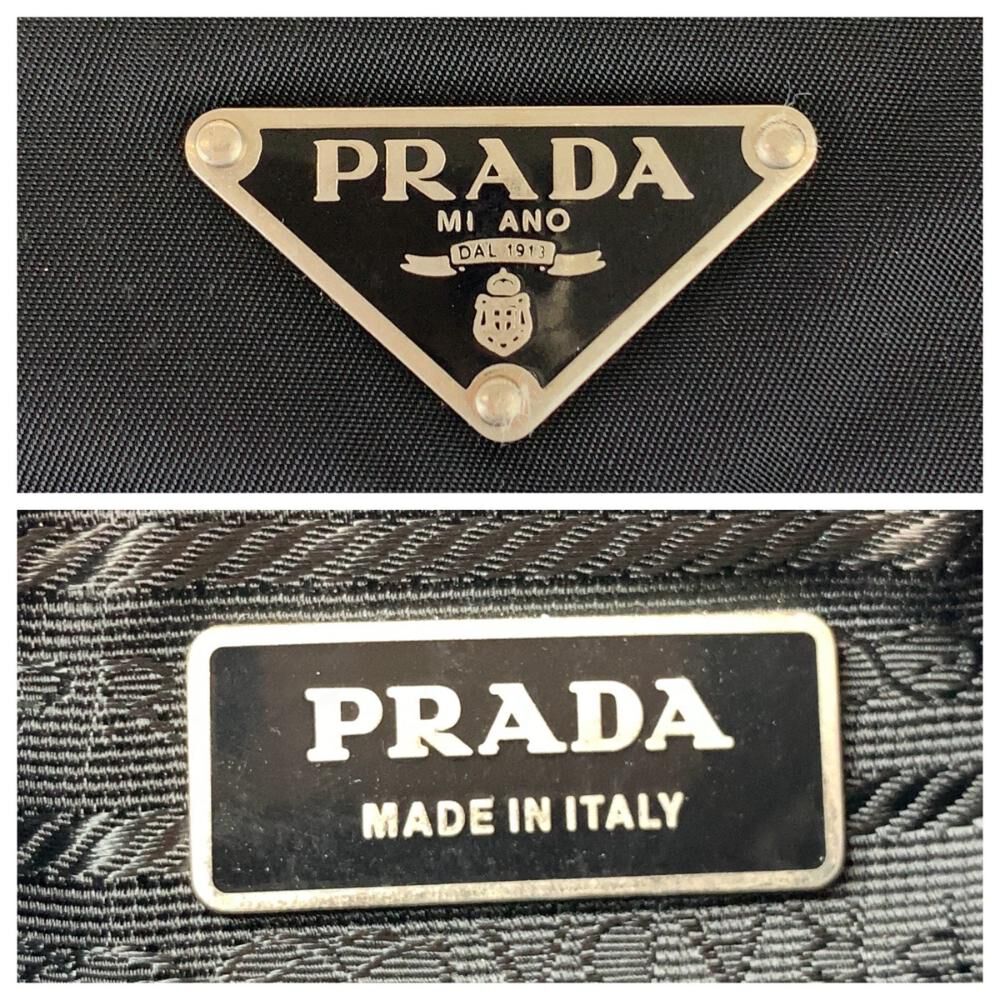 PRADA
MI ANO
DAL 1913
PRADA
MADE IN ITALY